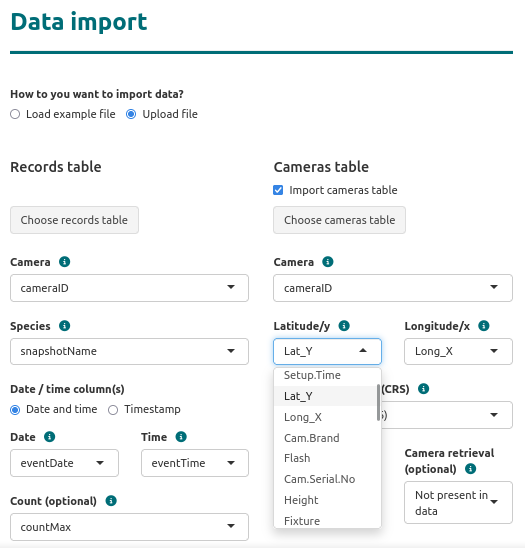 Data import
How to you want to import data?
Load example file Upload file
Records table
Choose records table
Camera
cameraID
Species
snapshotName
Date / time column(s)
Date and time Timestamp
Date Time
eventDate eventTime
Count (optional)
countMax
Cameras table
Import cameras table
Choose cameras table
Camera
cameraID
Latitude/y Longitude/x
Lat_Y Long_X
Setup.Time
Lat_Y
Long_X
Cam.Brand
Flash
Cam.Serial.No
Height
Fixture
(CRS)
Camera retrieval
(optional)
Not present in
data